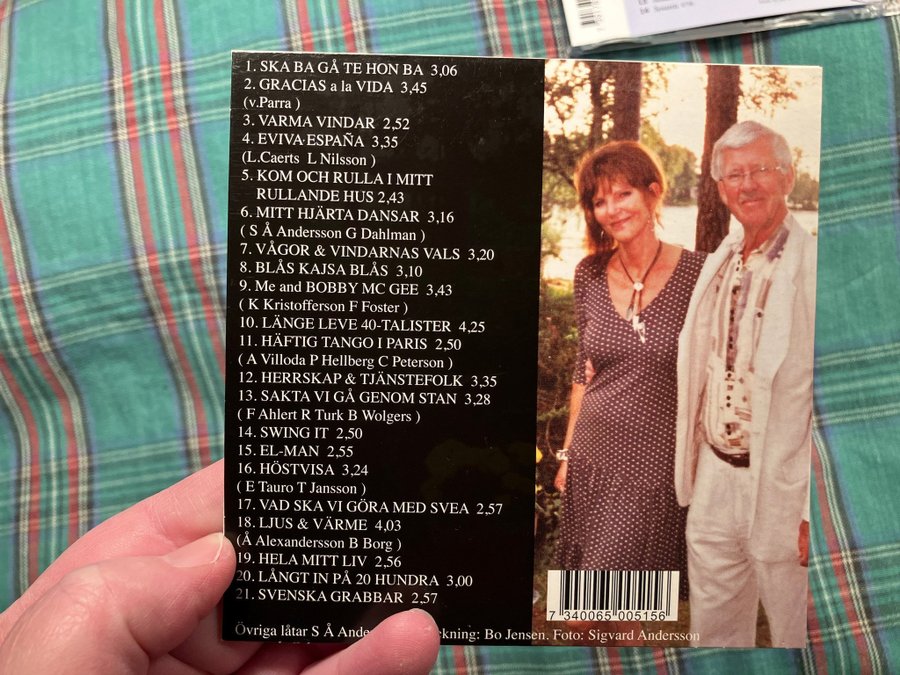 1. SKA BA GÅ TE HON BA 3,06
2. GRACIAS a la VIDA 3,45
(v.Parra )
3. VARMA VINDAR 2,52
4. EVIVA·ESPAÑA 3,35
(L.Caerts L Nilsson )
5. KOM OCH RULLA I MITT
RULLANDE HUS 2,43
6. MITT HJÄRTA DANSAR 3,16
( S Å Andersson G Dahlman )
7. VÅGOR & VINDARNAS VALS 3,20
8. BLÅS KAJSA BLÅS 3,10
9. Me and BOBBY MC GEE 3,43
( K Kristofferson F Foster )
10. LÄNGE LEVE 40-TALISTER 4,25
11. HÄFTIG TANGO I PARIS 2,50
( A Villoda P Hellberg C Peterson )
12. HERRSKAP & TJÄNSTEFOLK 3,35
13. SAKTA VI GÅ GENOM STAN 3,28
( F Ahlert R Turk B Wolgers )
14. SWING IT 2,50
15. EL-MAN 2,55
16. HÖSTVISA 3,24
( E Tauro T Jansson )
17. VAD SKA VI GÖRA MED SVEA 2,57
18. LJUS & VÄRME 4,03
(Å Alexandersson B Borg )
19. HELA MITT LIV 2,56
20. LÅNGT IN PÅ 20 HUNDRA 3,00
21. SVENSKA GRABBAR 2,57
Övriga låtar S Å Ande kning: Bo Jensen. Foto: Sigvard Andersson
7 340065 005156